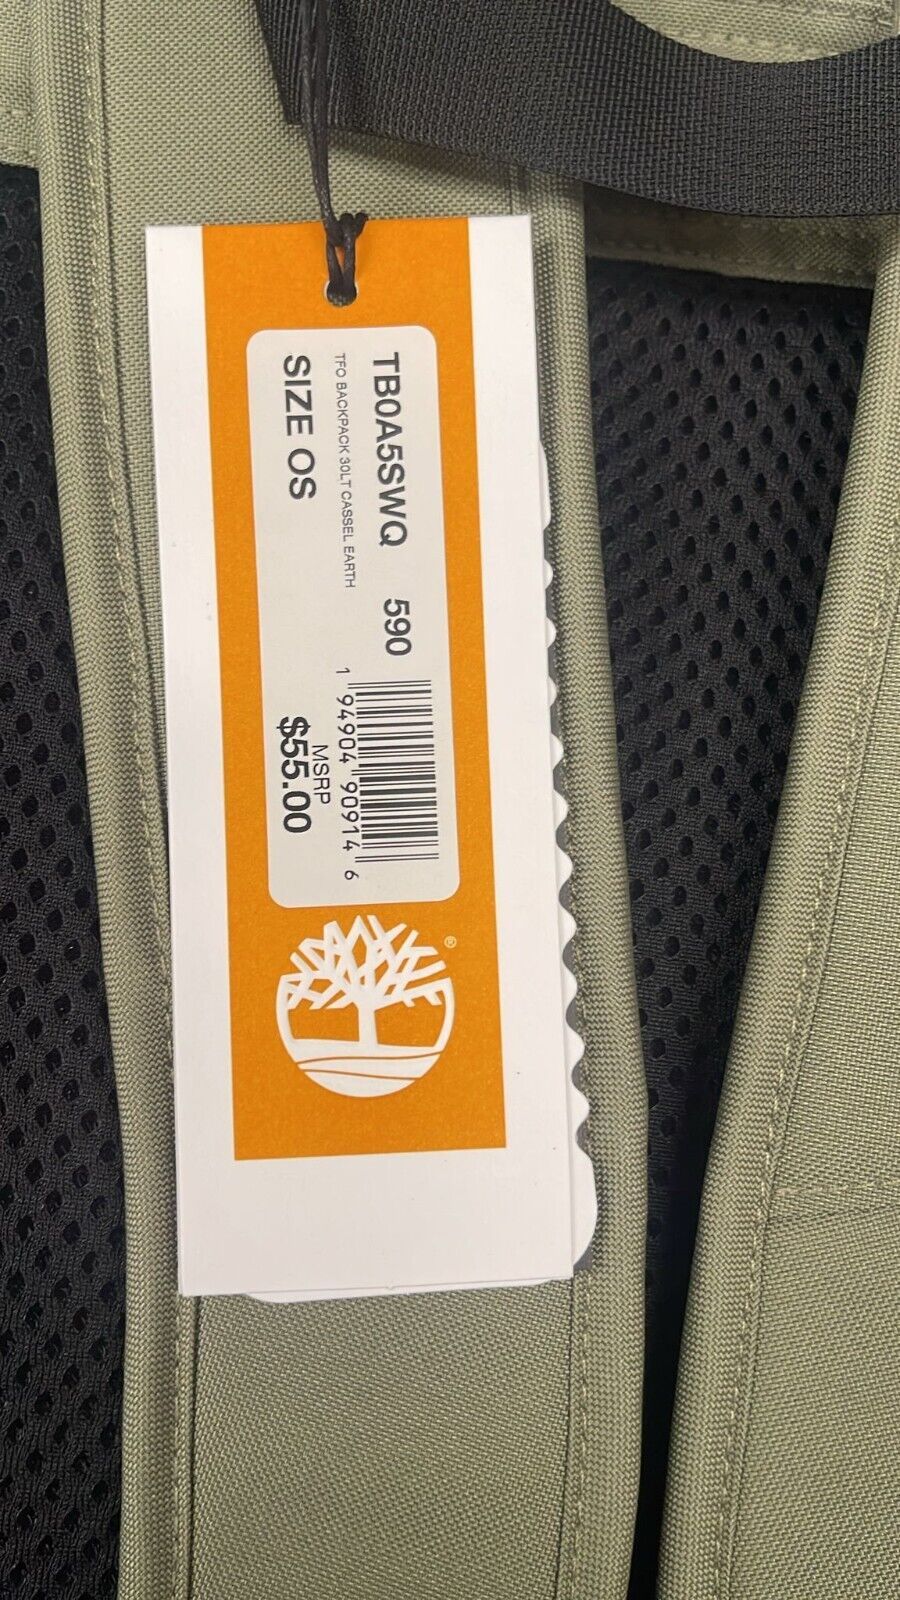 TB0A5SWQ 590
TFO BACKPACK 30LT CASSEL EARTH
SIZE OS
1 94904 90914 6
MSRP
$55.00
®